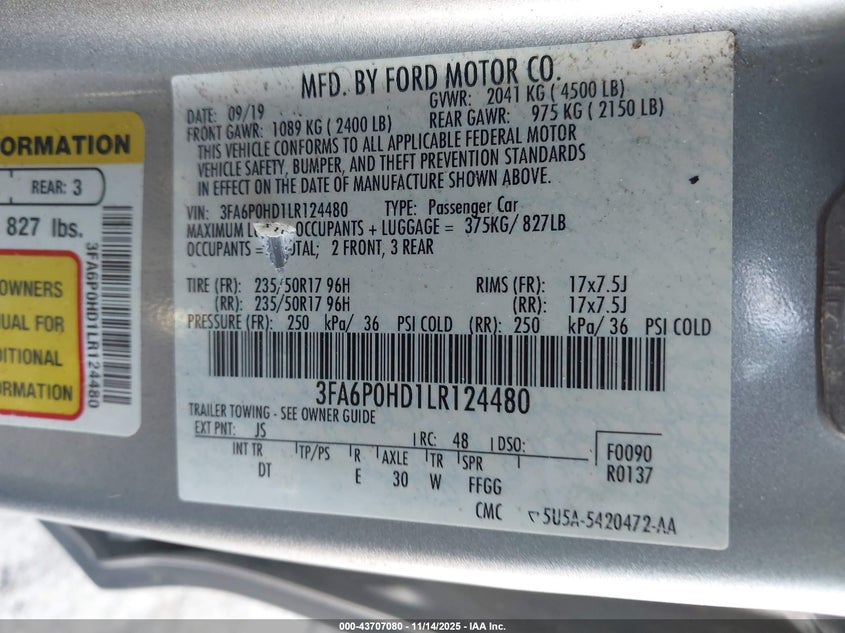 ORMATION
REAR: 3
827 lbs.
OWNERS
UAL FOR
DITIONAL
ORMATION
3FA6P0HD1LR124480
MFD. BY FORD MOTOR CO.
DATE: 09/19 GVWR: 2041 KG ( 4500 LB)
FRONT GAWR: 1089 KG ( 2400 LB) REAR GAWR: 975 KG ( 2150 LB)
THIS VEHICLE CONFORMS TO ALL APPLICABLE FEDERAL MOTOR
VEHICLE SAFETY, BUMPER, AND THEFT PREVENTION STANDARDS
IN EFFECT ON THE DATE OF MANUFACTURE SHOWN ABOVE.
VIN: 3FA6P0HD1LR124480 TYPE: Passenger Car
MAXIMUM OCCUPANTS + LUGGAGE = 375KG/ 827LB
OCCUPANTS = TOTAL; 2 FRONT, 3 REAR
TIRE (FR): 235/50R17 96H RIMS (FR): 17x7.5J
(RR): 235/50R17 96H (RR): 17x7.5J
PRESSURE (FR): 250 kPa/ 36 PSI COLD (RR): 250 kPa/ 36 PSI COLD
3FA6P0HD1LR124480
TRAILER TOWING - SEE OWNER GUIDE
EXT PNT: JS RC: 48 DSO: F0090
INT TR TP/PS R AXLE TR SPR R0137
DT E 30 W FFGG
CMC 5U5A-5420472-AA
000-43707080 - 11/14/2025 - IAA Inc.